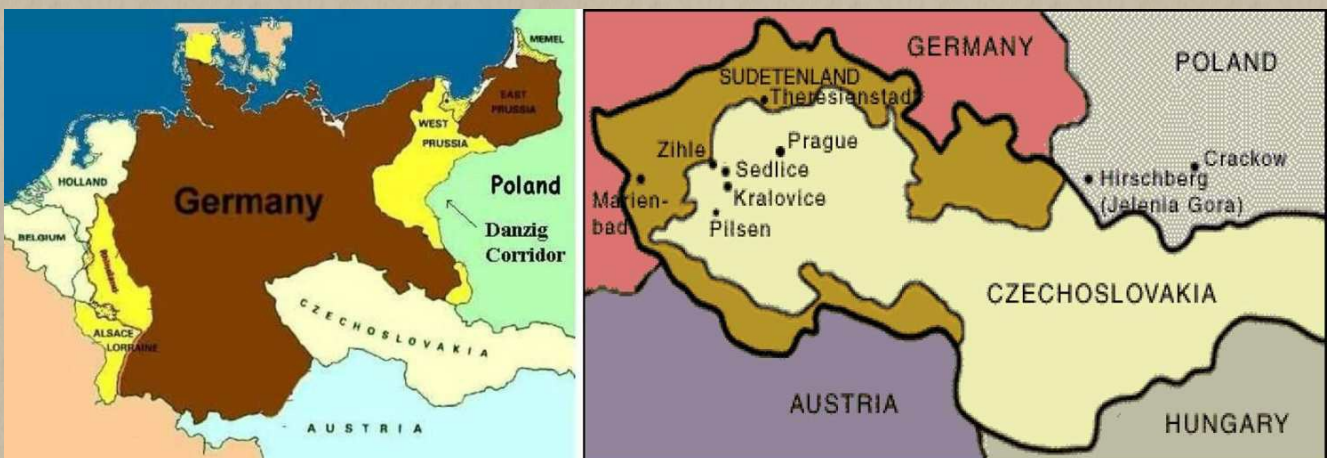 MEMEL
EAST
PRUSSIA
WEST
PRUSSIA
HOLLAND
Germany
Poland
BELGIUM
Danzig
Corridor
CZECHOSLOVAKIA
ALSACE
LORRAINE
AUSTRIA
GERMANY
POLAND
SUDETENLAND
Theresienstadt
Prague
Zihle
Sedlice
Crackow
Kralovice
Hirschberg
(Jelenia Gora)
Marien-
bad
Pilsen
CZECHOSLOVAKIA
AUSTRIA
HUNGARY